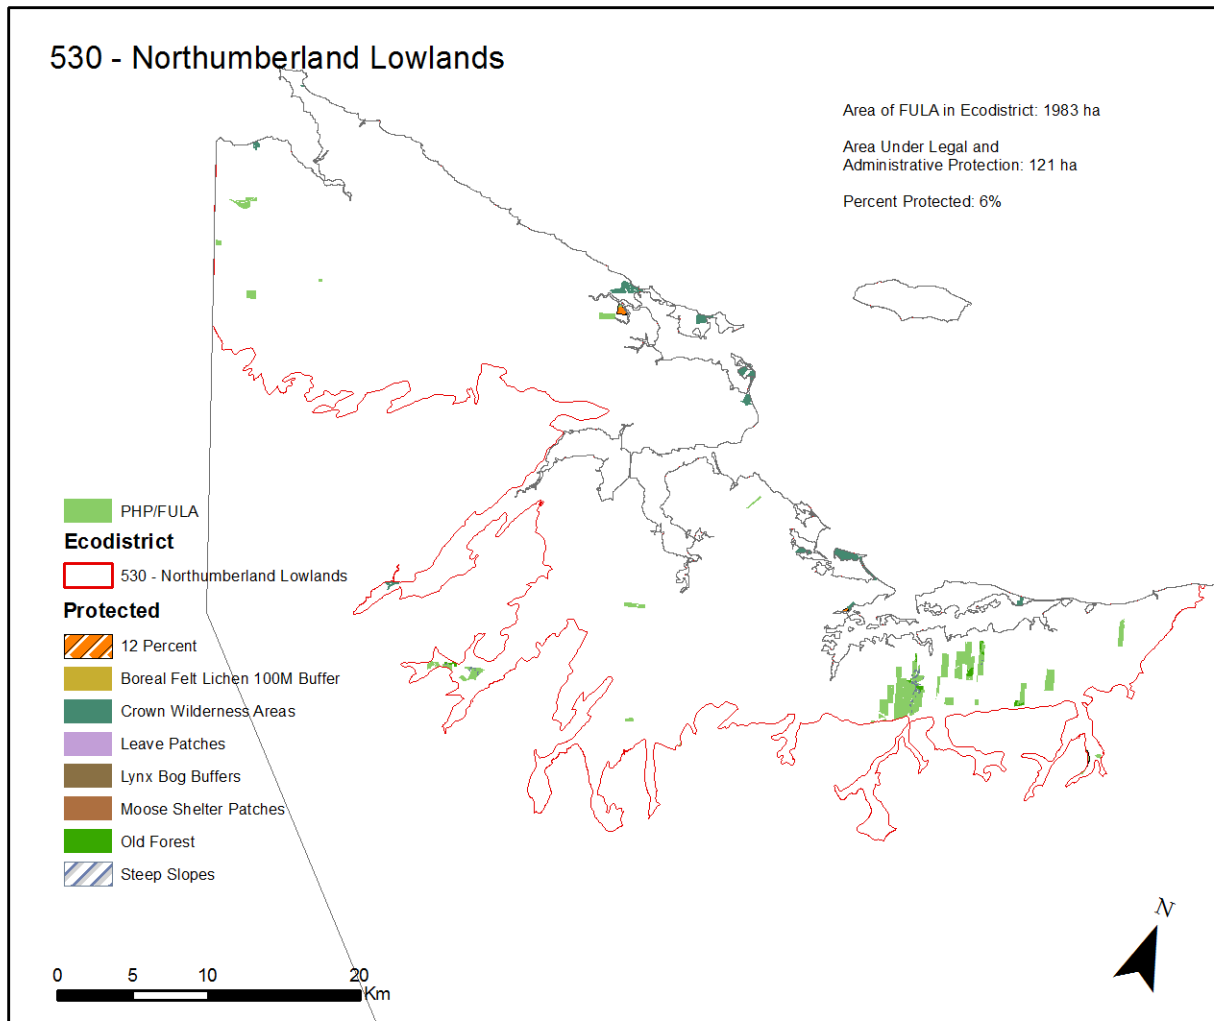 530 - Northumberland Lowlands
Area of FULA in Ecodistrict: 1983 ha
Area Under Legal and
Administrative Protection: 121 ha
Percent Protected: 6%
PHP/FULA
Ecodistrict
530 - Northumberland Lowlands
Protected
12 Percent
Boreal Felt Lichen 100M Buffer
Crown Wilderness Areas
Leave Patches
Lynx Bog Buffers
Moose Shelter Patches
Old Forest
Steep Slopes
N
0 5 10 20
Km